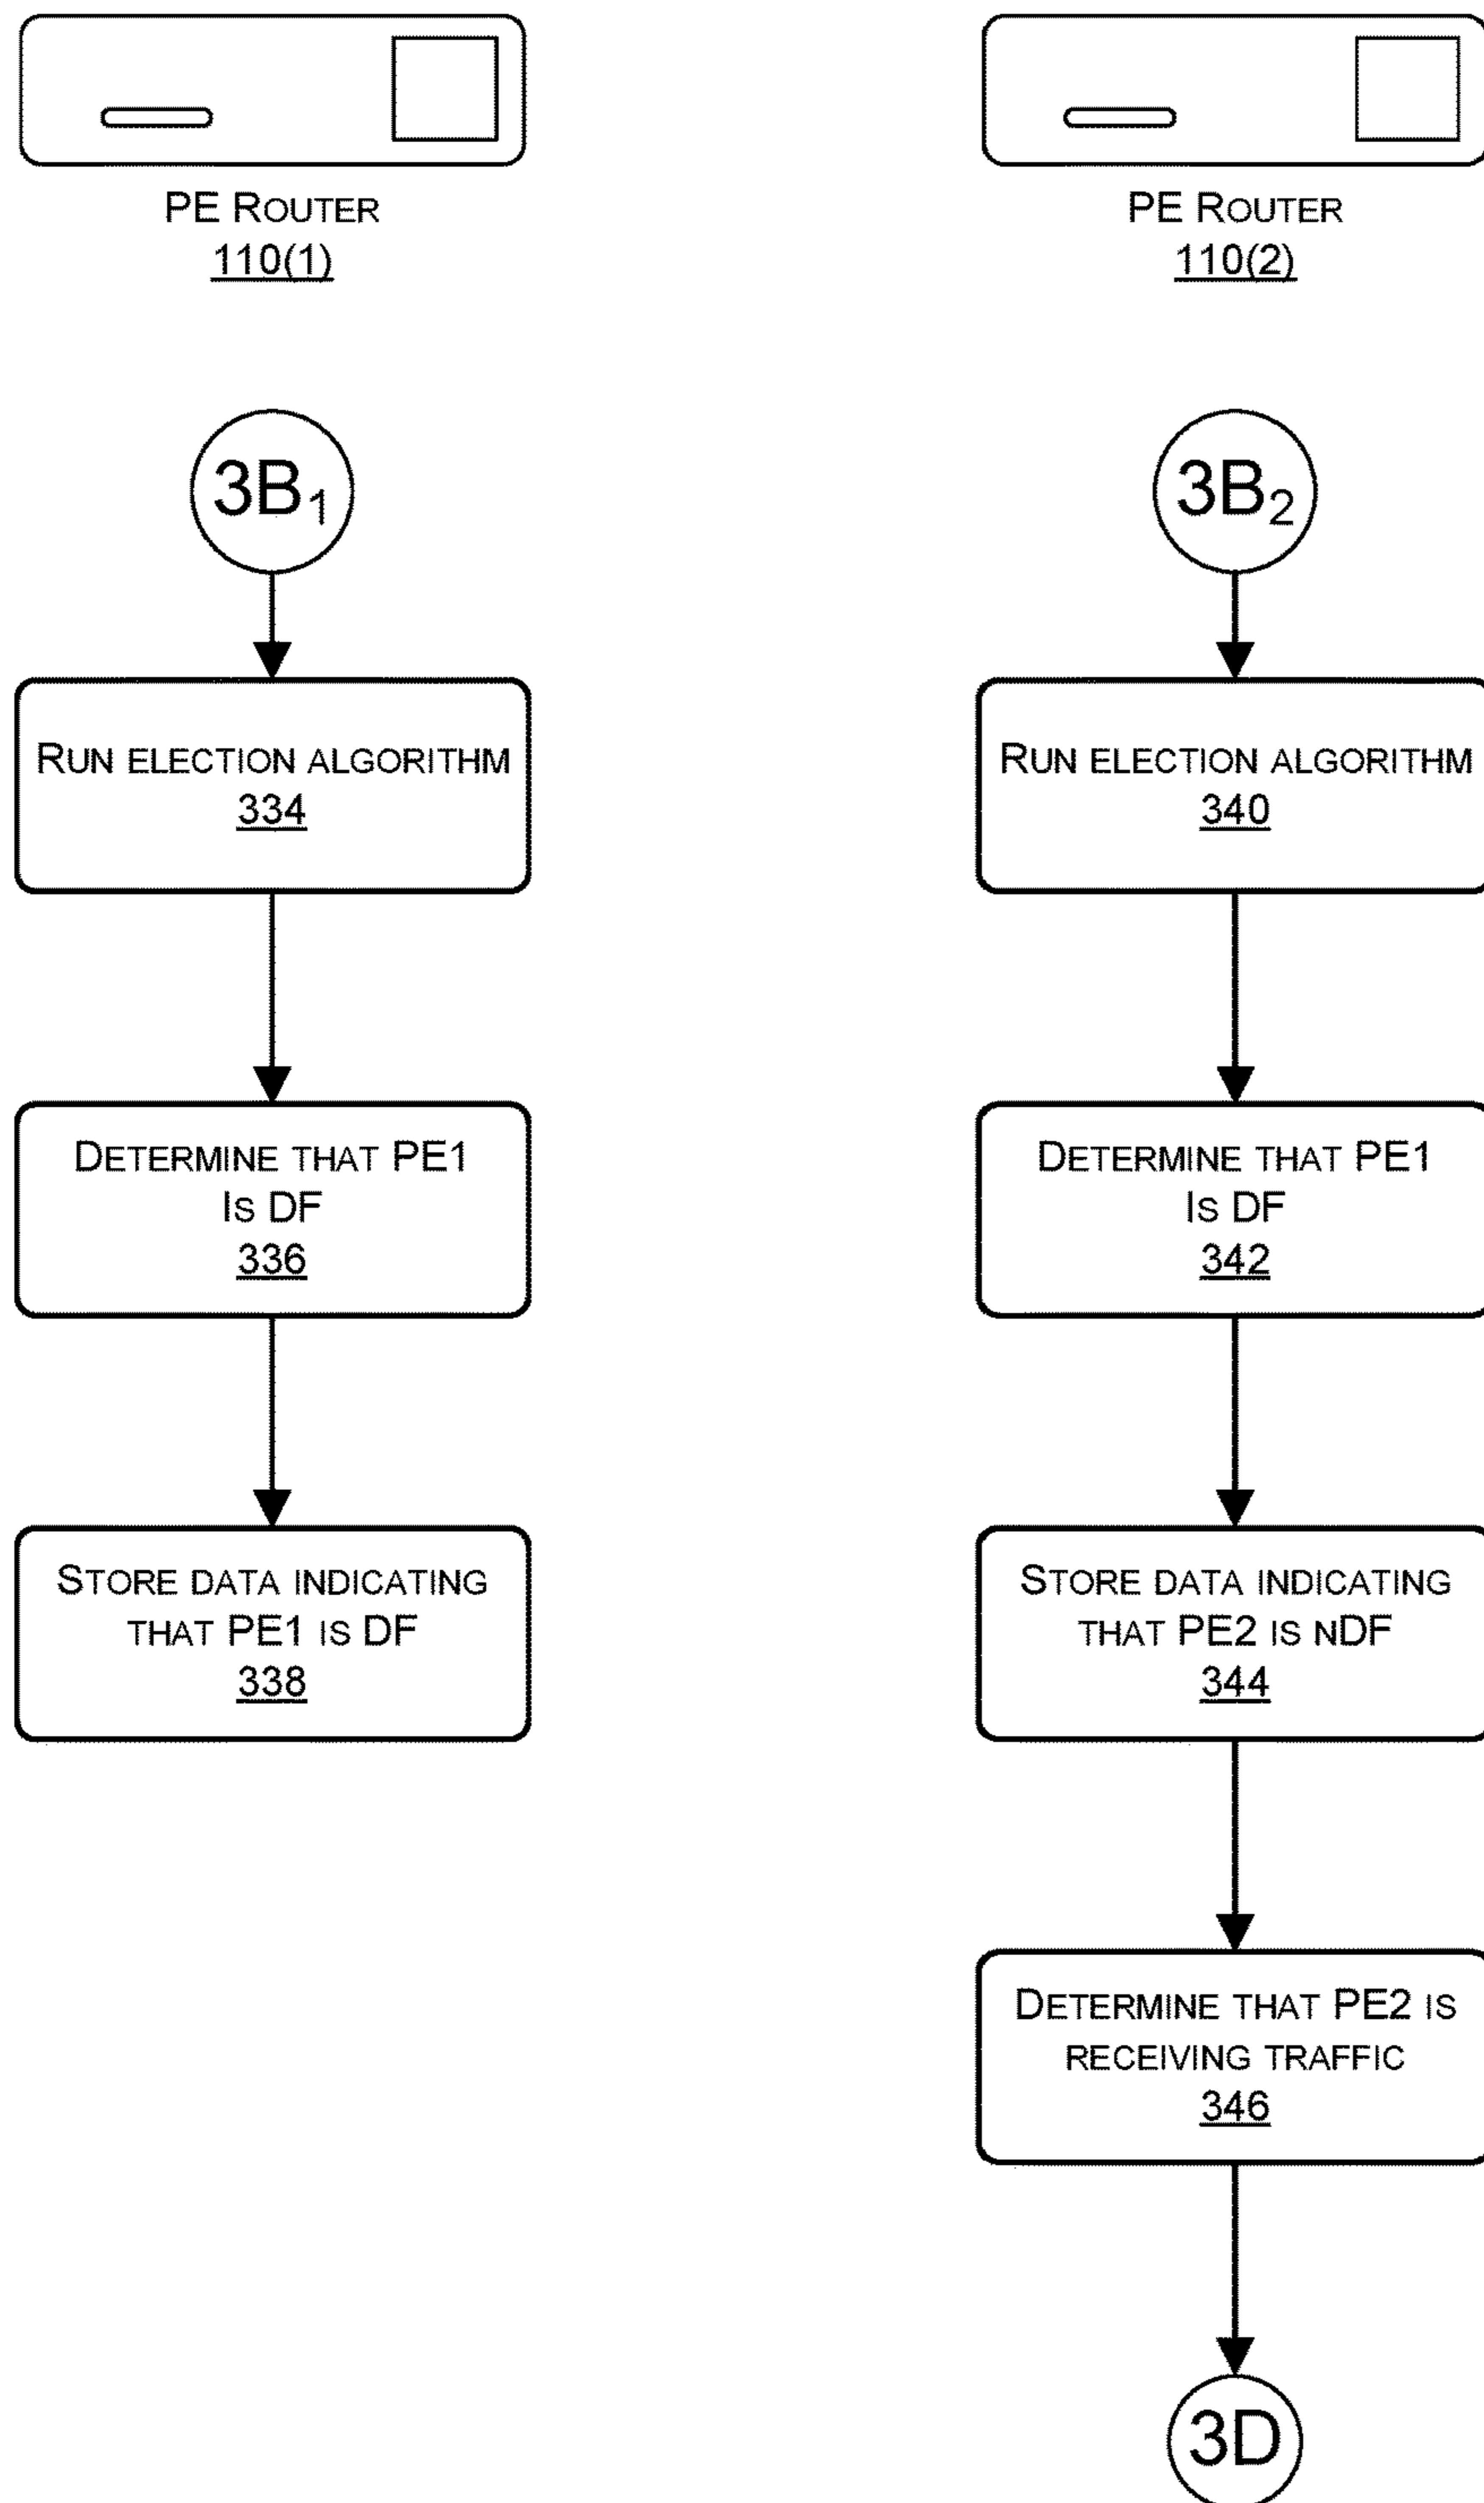 PE ROUTER
110(1)
3B1
RUN ELECTION ALGORITHM
334
DETERMINE THAT PE1
IS DF
336
STORE DATA INDICATING
THAT PE1 IS DF
338
PE ROUTER
110(2)
3B2
RUN ELECTION ALGORITHM
340
DETERMINE THAT PE1
IS DF
342
STORE DATA INDICATING
THAT PE2 IS NDF
344
DETERMINE THAT PE2 IS
RECEIVING TRAFFIC
346
3D